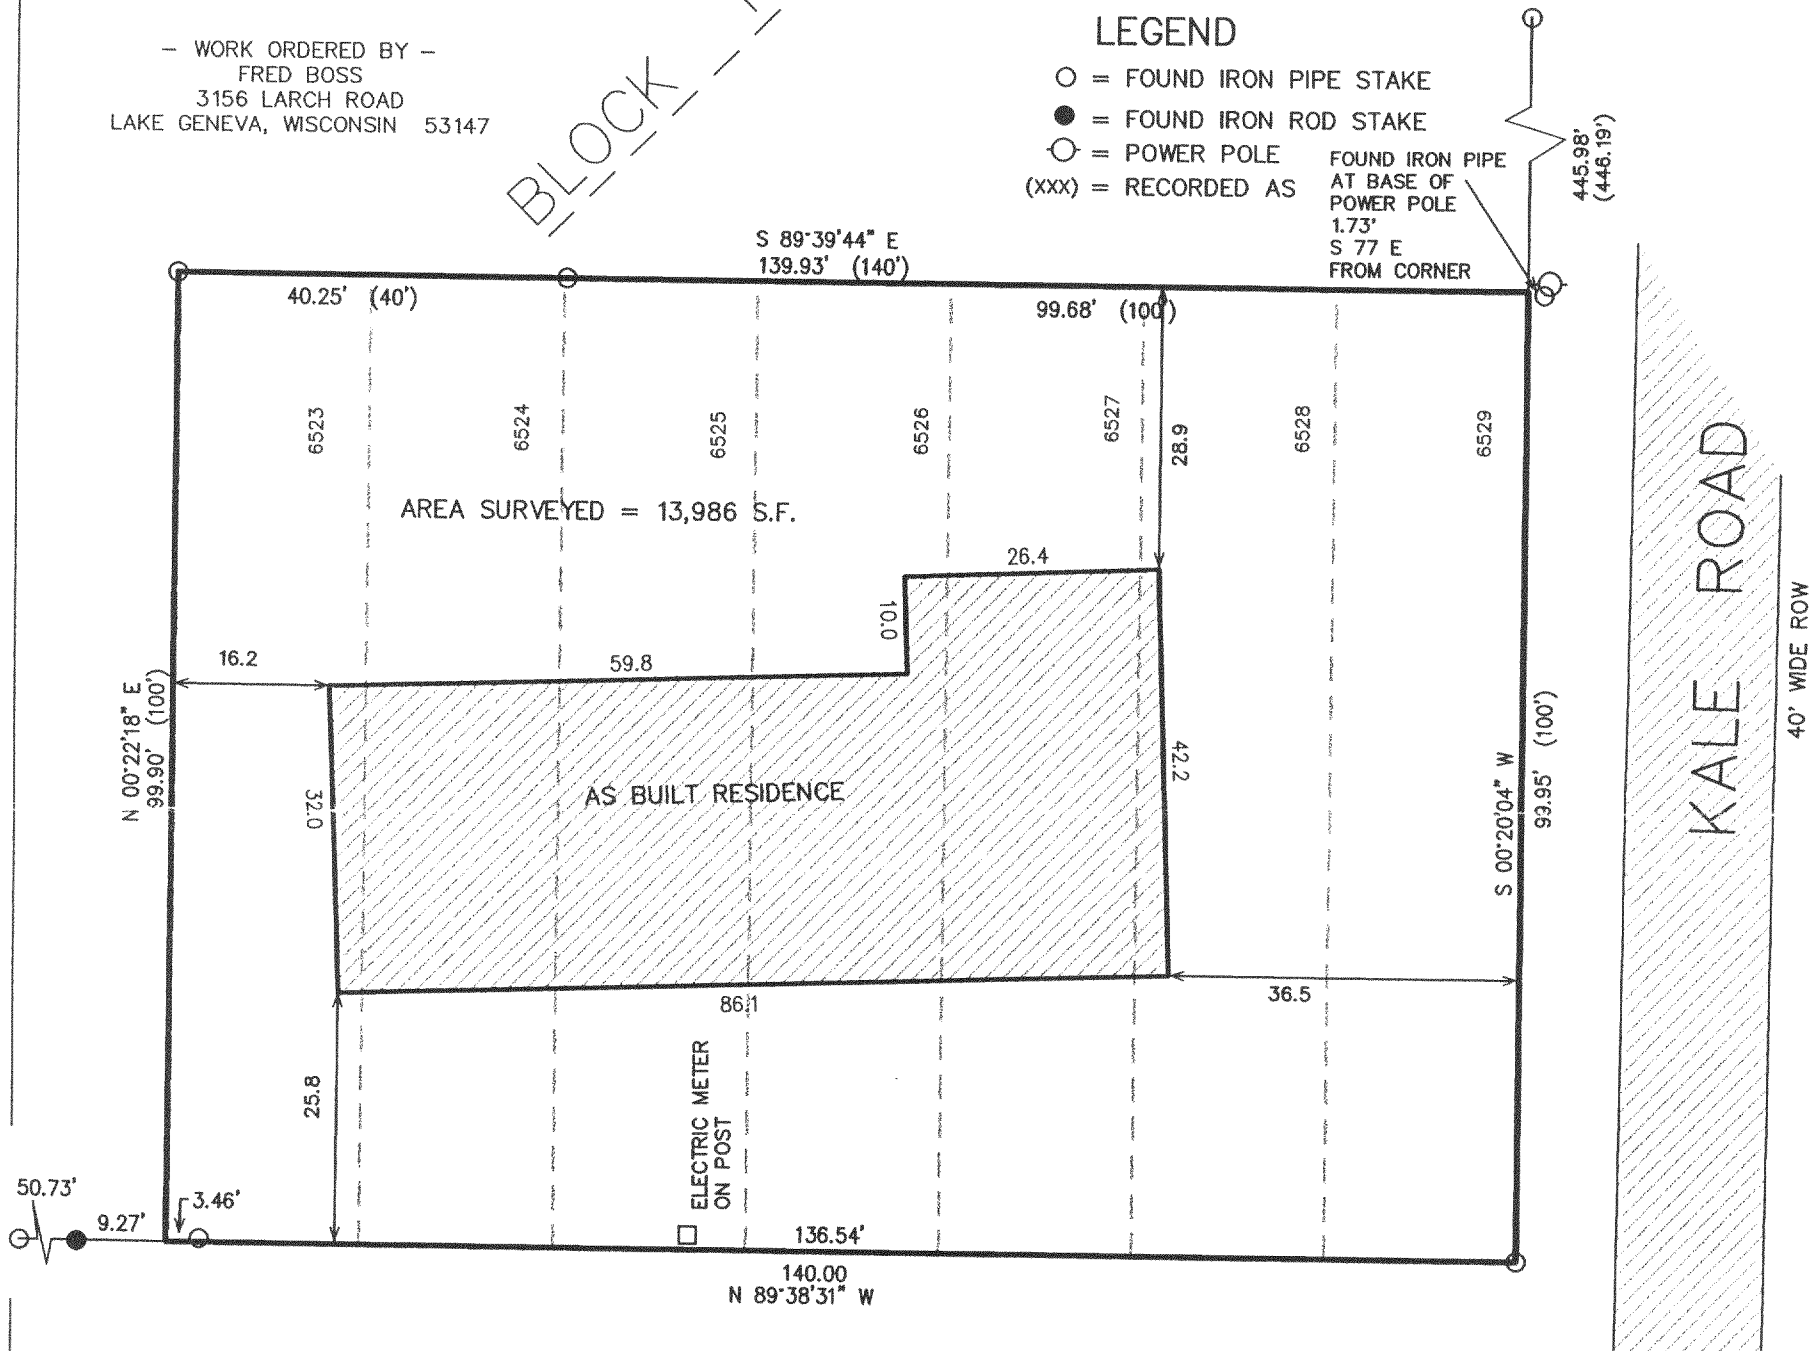 – WORK ORDERED BY –
FRED BOSS
3156 LARCH ROAD
LAKE GENEVA, WISCONSIN 53147
BLOCK
LEGEND
○ = FOUND IRON PIPE STAKE
● = FOUND IRON ROD STAKE
= POWER POLE
(XXX) = RECORDED AS
FOUND IRON PIPE
AT BASE OF
POWER POLE
1.73'
S 77 E
FROM CORNER
445.98'
(446.19')
S 89°39'44" E
139.93' (140')
40.25' (40')
99.68' (100')
6523
6524
6525
6526
6527
6528
6529
28.9
AREA SURVEYED = 13,986 S.F.
26.4
10.0
16.2
59.8
N 00°22'18" E
99.90' (100')
32.0
AS BUILT RESIDENCE
42.2
S 00°20'04" W
99.95' (100')
KALE ROAD
40' WIDE ROW
86.1
36.5
25.8
ELECTRIC METER
ON POST
50.73'
9.27'
3.46'
136.54'
140.00
N 89°38'31" W